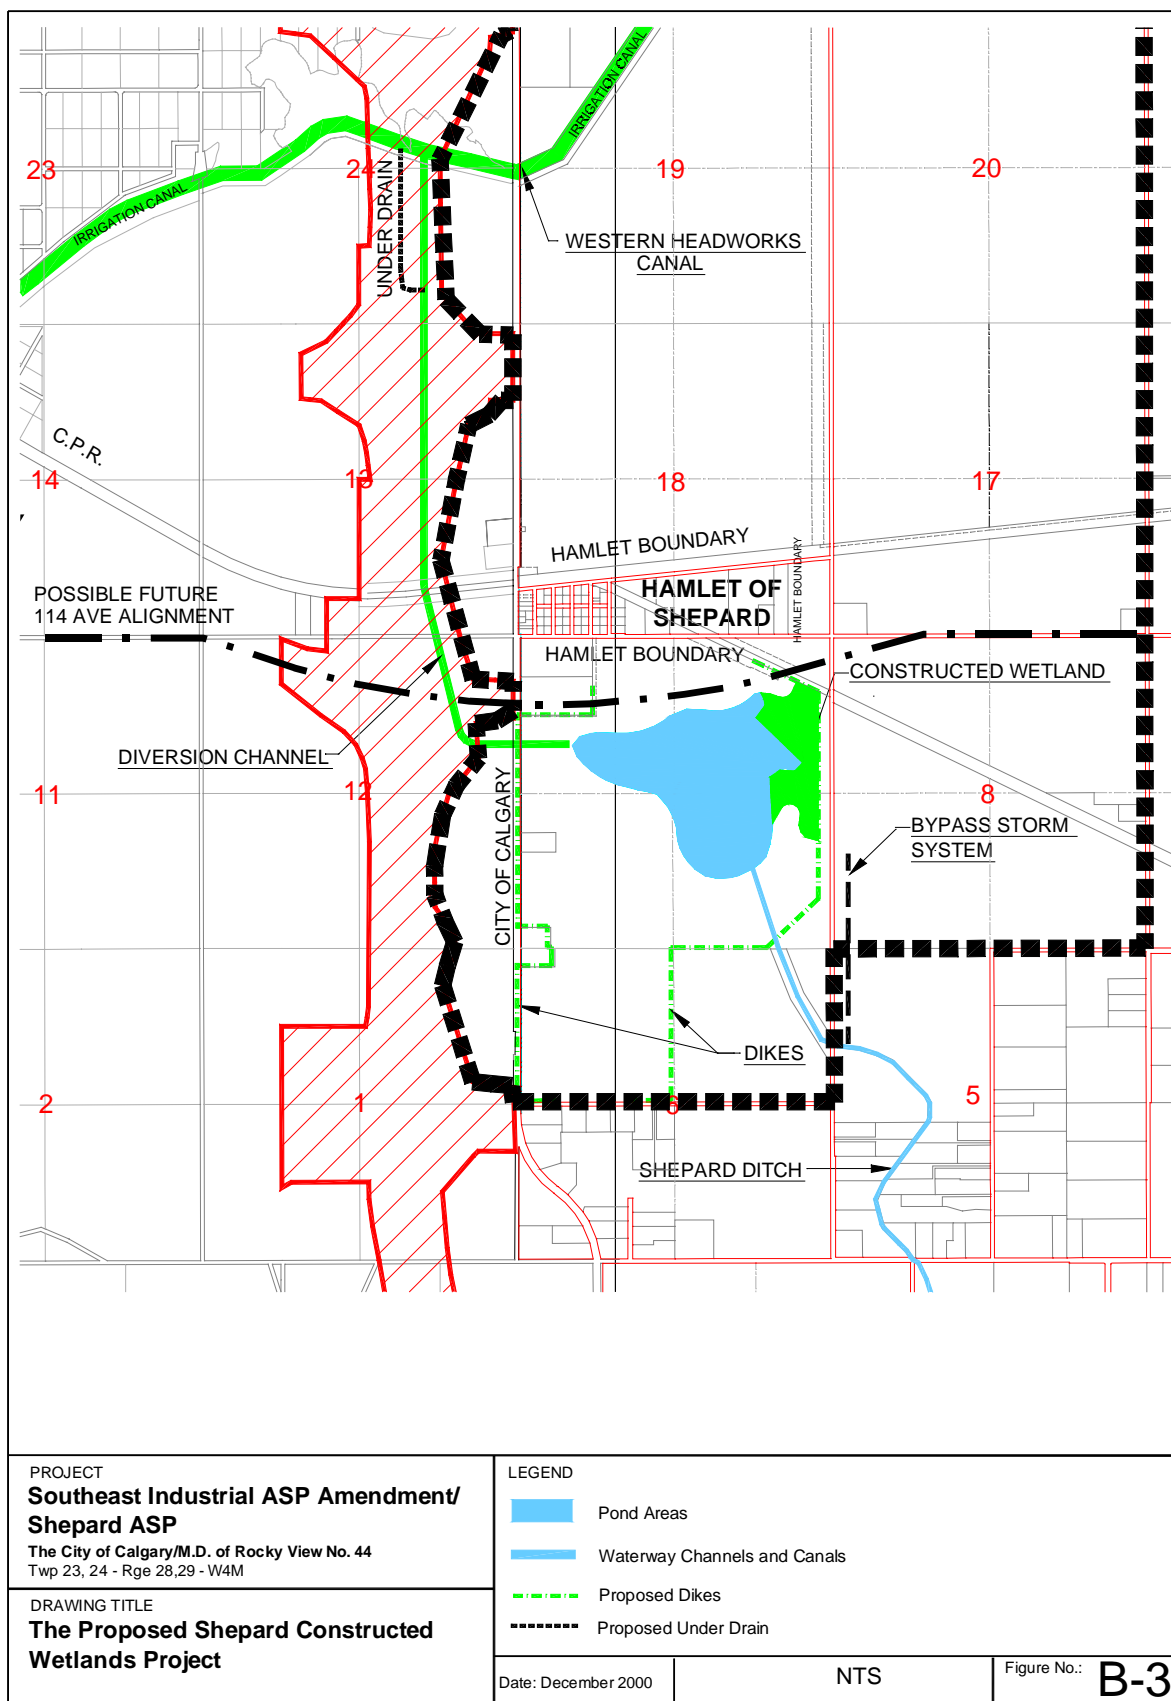 IRRIGATION CANAL
23
24
19
20
IRRIGATION CANAL
UNDER DRAIN
WESTERN HEADWORKS
CANAL
C.P.R.
14
13
18
17
HAMLET BOUNDARY
HAMLET BOUNDARY
POSSIBLE FUTURE
114 AVE ALIGNMENT
HAMLET OF
SHEPARD
HAMLET BOUNDARY
CONSTRUCTED WETLAND
DIVERSION CHANNEL
11
12
8
CITY OF CALGARY
BYPASS STORM
SYSTEM
DIKES
2
1
6
5
SHEPARD DITCH
PROJECT
Southeast Industrial ASP Amendment/
Shepard ASP
The City of Calgary/M.D. of Rocky View No. 44
Twp 23, 24 - Rge 28,29 - W4M
DRAWING TITLE
The Proposed Shepard Constructed
Wetlands Project
LEGEND
Pond Areas
Waterway Channels and Canals
Proposed Dikes
Proposed Under Drain
Date: December 2000
NTS
Figure No.: B-3